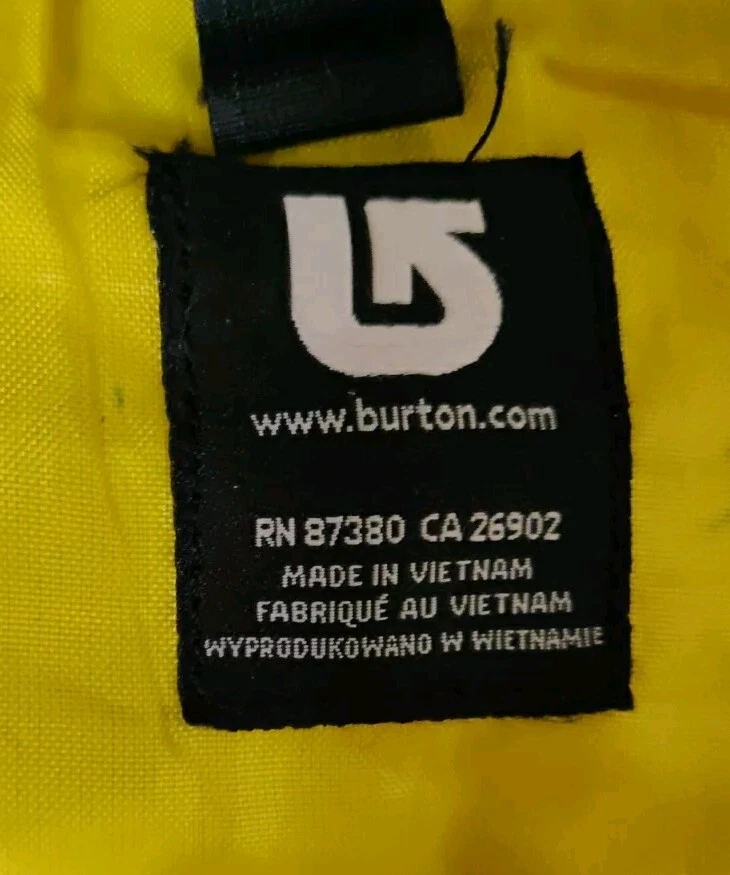 www.burton.com
RN 87380 CA 26902
MADE IN VIETNAM
FABRIQUÉ AU VIETNAM
WYPRODUKOWANO W WIETNAMIE